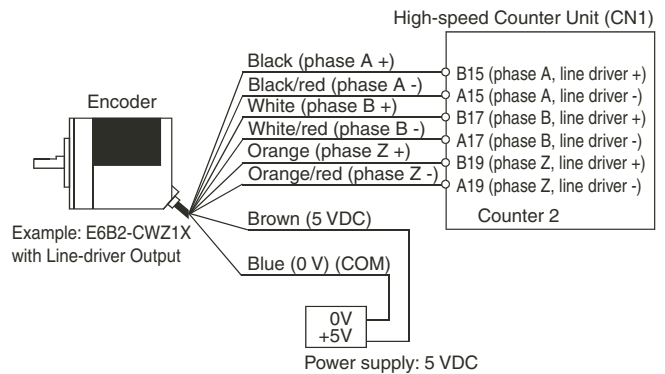 High-speed Counter Unit (CN1)
Black (phase A +)
Black/red (phase A -)
White (phase B +)
White/red (phase B -)
Orange (phase Z +)
Orange/red (phase Z -)
B15 (phase A, line driver +)
A15 (phase A, line driver -)
B17 (phase B, line driver +)
A17 (phase B, line driver -)
B19 (phase Z, line driver +)
A19 (phase Z, line driver -)
Counter 2
Encoder
Example: E6B2-CWZ1X
with Line-driver Output
Brown (5 VDC)
Blue (0 V) (COM)
0V
+5V
Power supply: 5 VDC